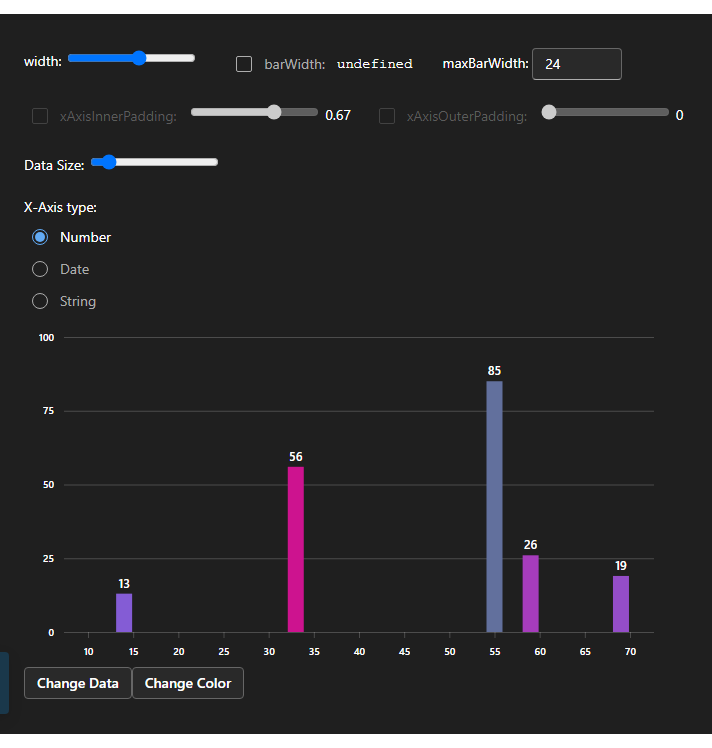 width: barWidth: undefined maxBarWidth: 24
xAxisInnerPadding: 0.67 xAxisOuterPadding: 0
Data Size:
X-Axis type:
Number
Date
String
100
85
75
56
50
26
25
19
13
0
10 15 20 25 30 35 40 45 50 55 60 65 70
Change Data Change Color